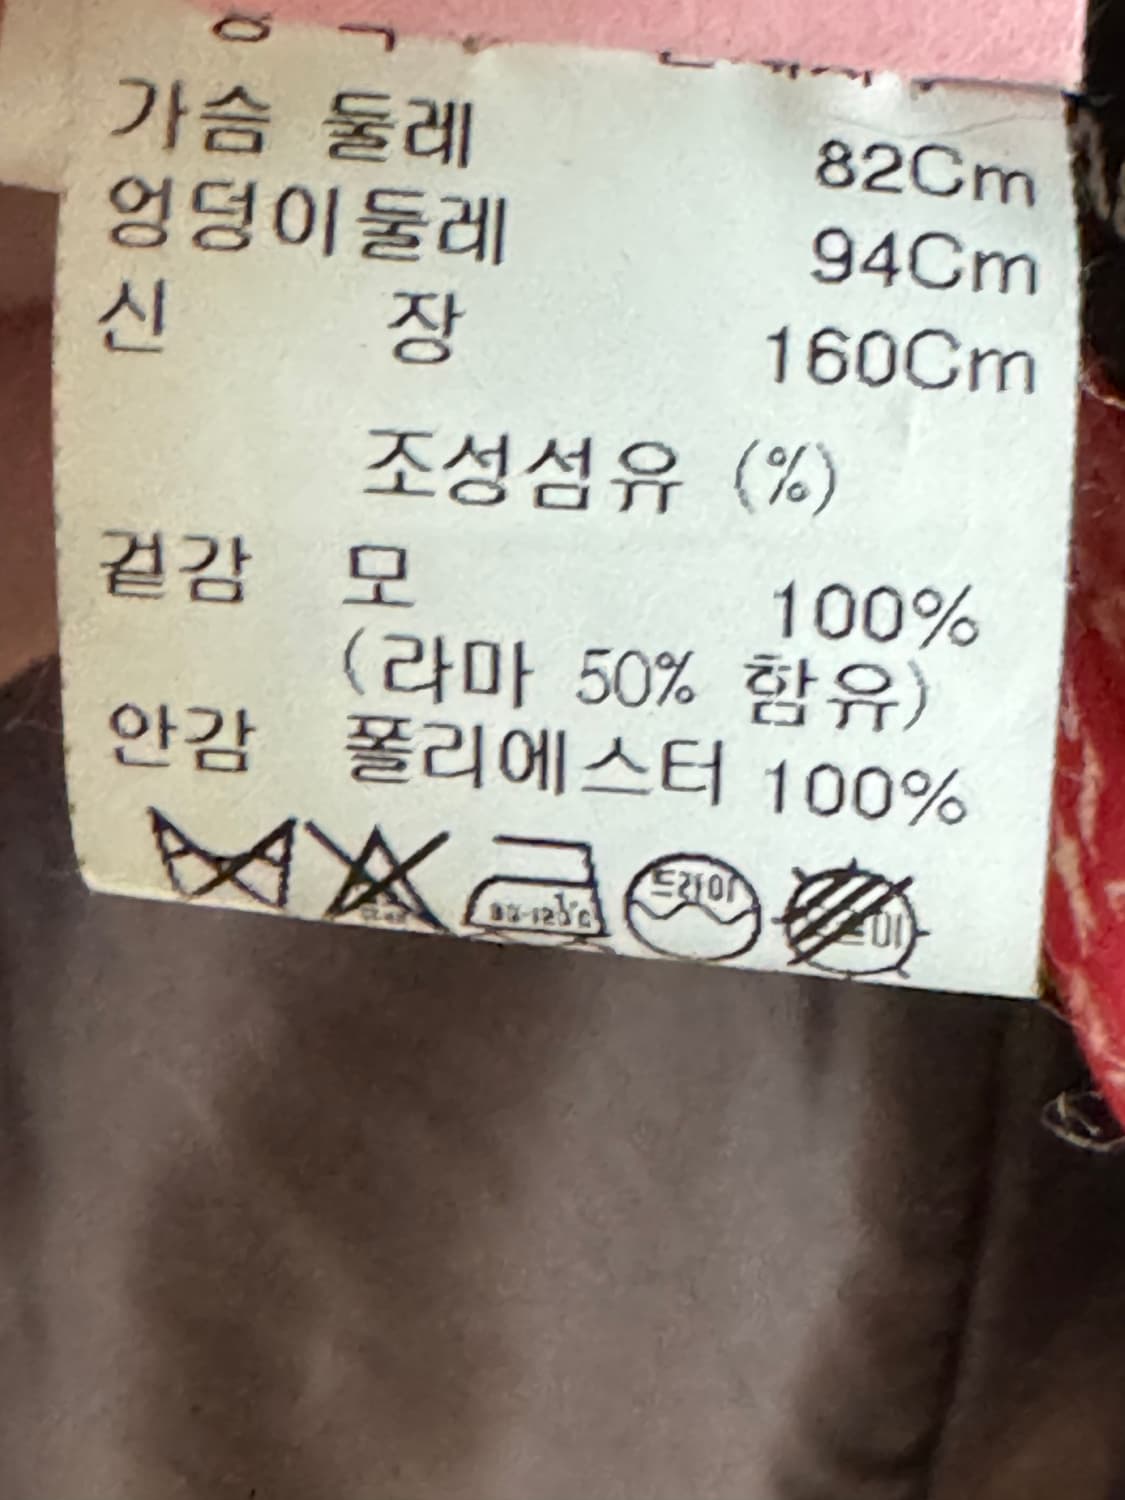 가슴 둘레 82Cm
엉덩이둘레 94Cm
신 장 160Cm
조성섬유 (%)
겉감 모 100%
(라마 50% 함유)
안감 폴리에스터 100%
드라이